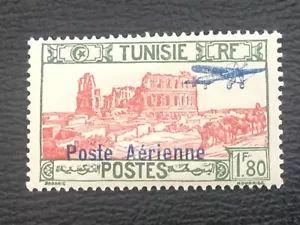 TUNISIE RF
Poste Aérienne
POSTES
1F80